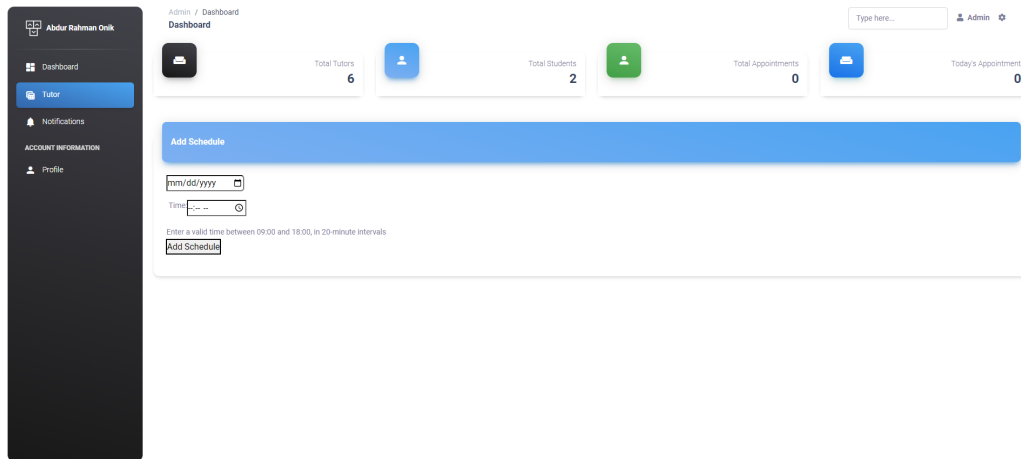 Abdur Rahman Onik
Dashboard
Tutor
Notifications
ACCOUNT INFORMATION
Profile
Admin / Dashboard
Dashboard
Type here...
Admin
Total Tutors
6
Total Students
2
Total Appointments
0
Today's Appointment
0
Add Schedule
mm/dd/yyyy
Time: --:-- --
Enter a valid time between 09:00 and 18:00, in 20-minute intervals
Add Schedule